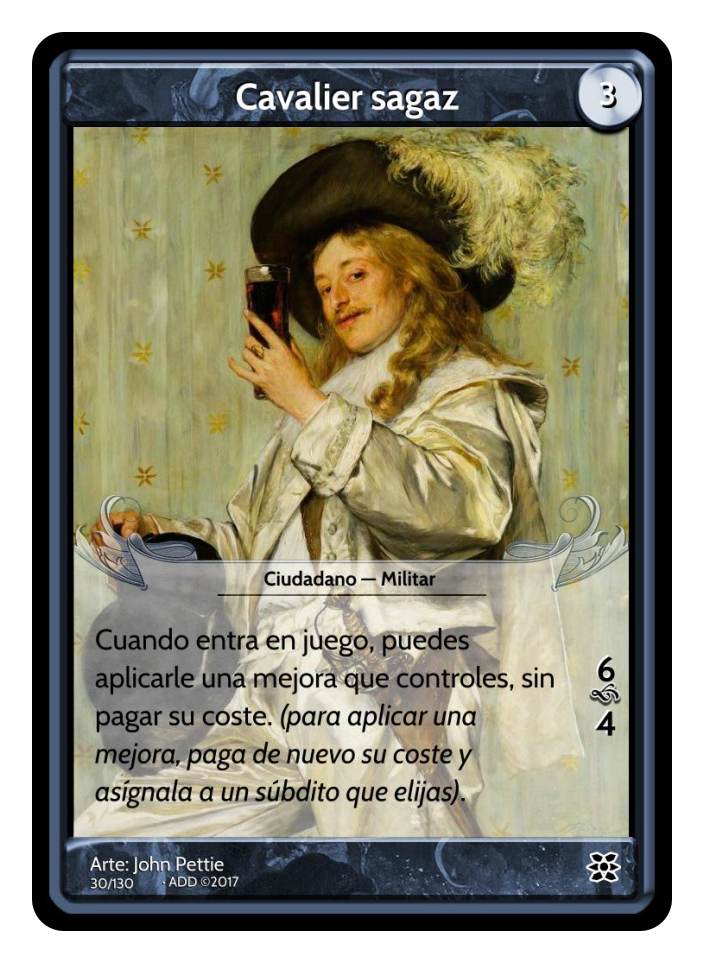 Cavalier sagaz
3
Ciudadano — Militar
Cuando entra en juego, puedes
aplicarle una mejora que controles, sin
pagar su coste. (para aplicar una
mejora, paga de nuevo su coste y
asígnala a un súbdito que elijas).
6
4
Arte: John Pettie
30/130 · ADD ©2017